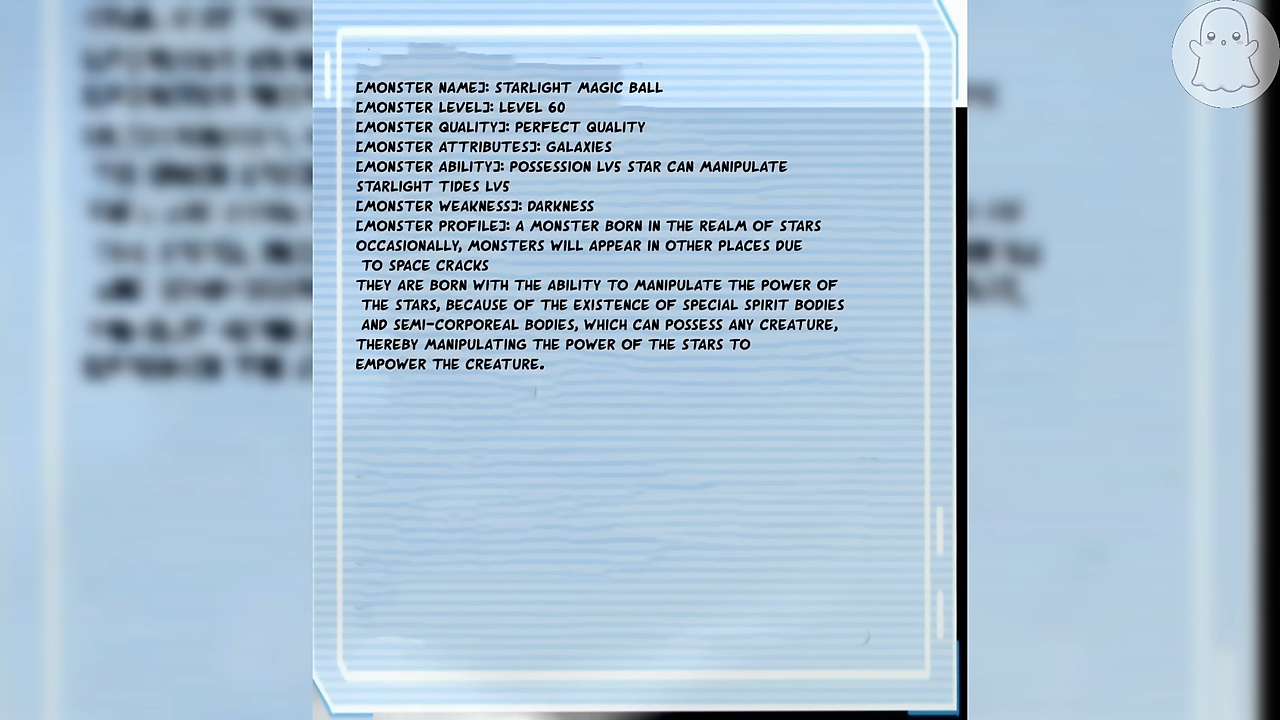 [MONSTER NAME]: STARLIGHT MAGIC BALL
[MONSTER LEVEL]: LEVEL 60
[MONSTER QUALITY]: PERFECT QUALITY
[MONSTER ATTRIBUTES]: GALAXIES
[MONSTER ABILITY]: POSSESSION LV5 STAR CAN MANIPULATE
STARLIGHT TIDES LV5
[MONSTER WEAKNESS]: DARKNESS
[MONSTER PROFILE]: A MONSTER BORN IN THE REALM OF STARS
OCCASIONALLY, MONSTERS WILL APPEAR IN OTHER PLACES DUE
TO SPACE CRACKS
THEY ARE BORN WITH THE ABILITY TO MANIPULATE THE POWER OF
THE STARS, BECAUSE OF THE EXISTENCE OF SPECIAL SPIRIT BODIES
AND SEMI-CORPOREAL BODIES, WHICH CAN POSSESS ANY CREATURE,
THEREBY MANIPULATING THE POWER OF THE STARS TO
EMPOWER THE CREATURE.